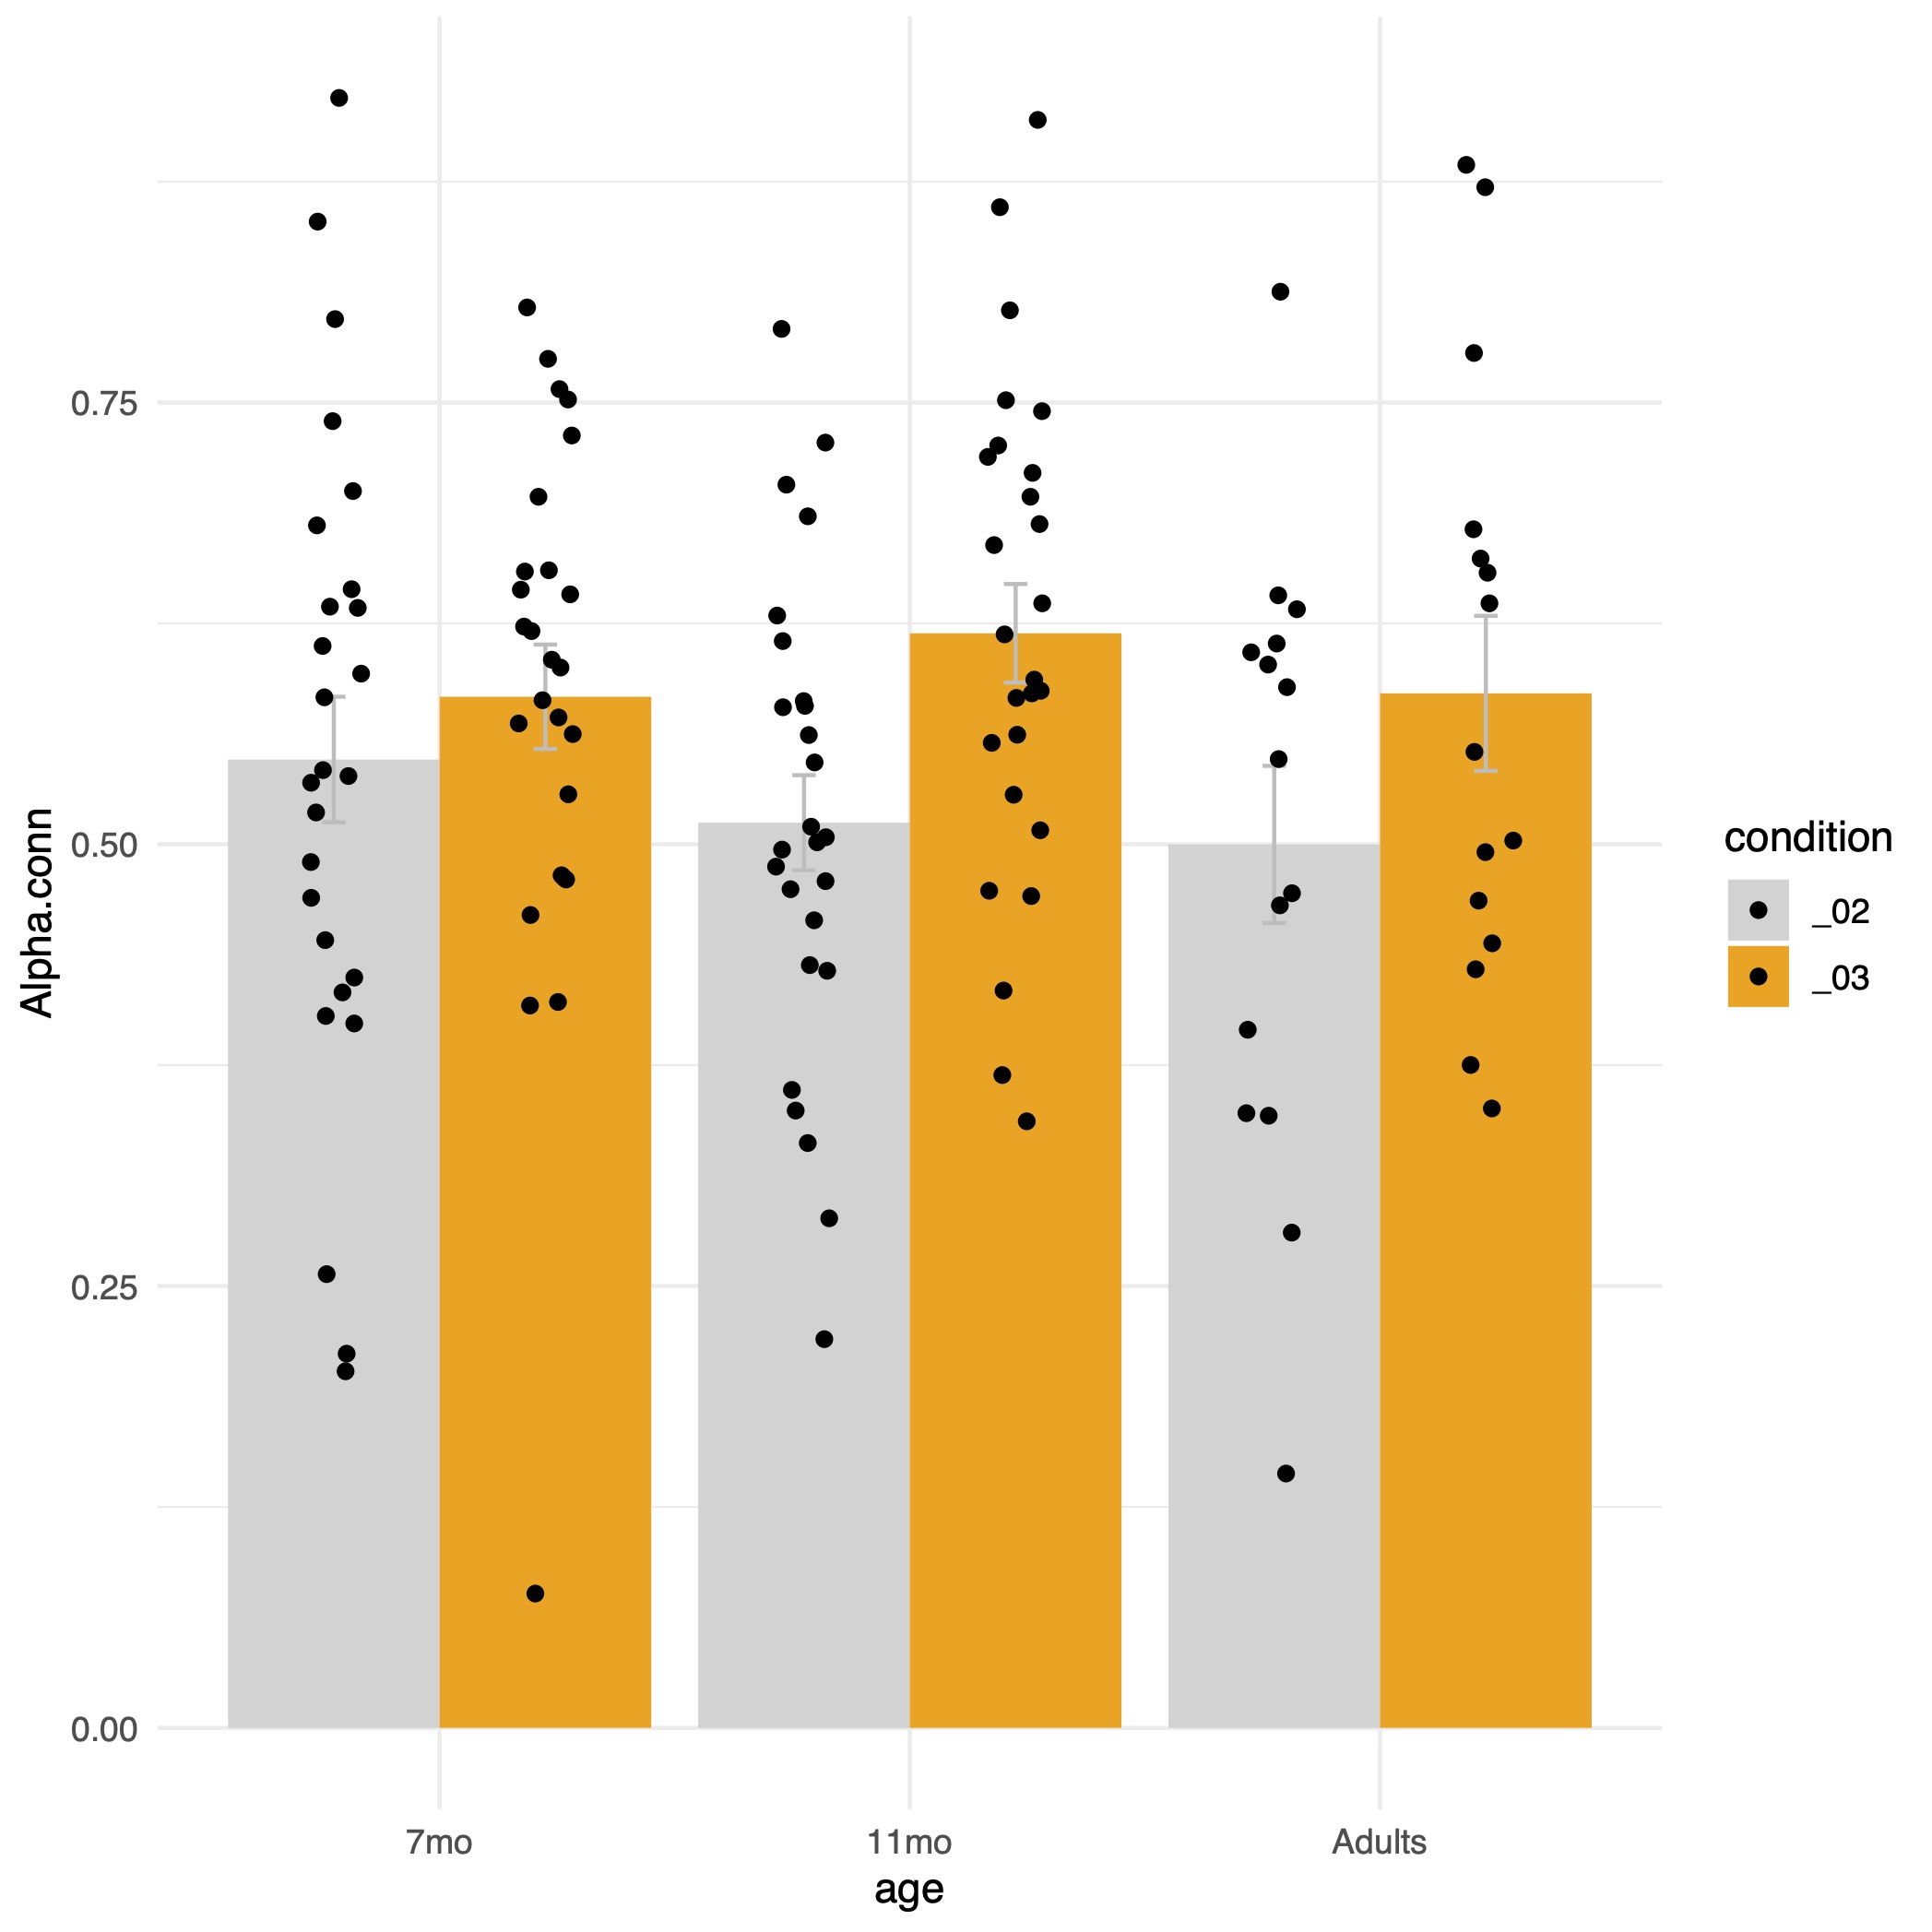 Alpha.conn
0.75
0.50
0.25
0.00
7mo
11mo
Adults
age
condition
_02
_03